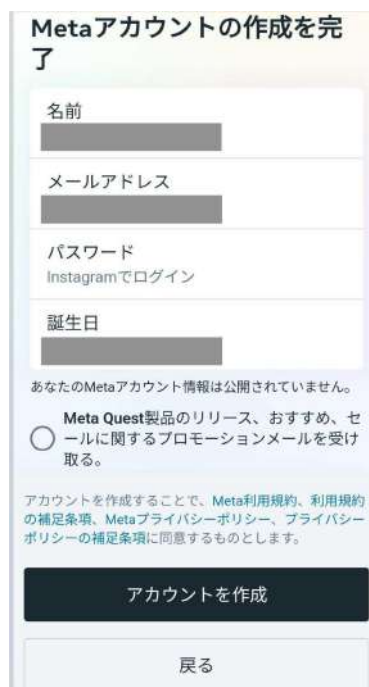 Metaアカウントの作成を完
了
名前
メールアドレス
パスワード
Instagramでログイン
誕生日
あなたのMetaアカウント情報は公開されていません。
Meta Quest製品のリリース、おすすめ、セ
ールに関するプロモーションメールを受け
取る。
アカウントを作成することで、Meta利用規約、利用規約
の補足条項、Metaプライバシーポリシー、プライバシー
ポリシーの補足条項に同意するものとします。
アカウントを作成
戻る